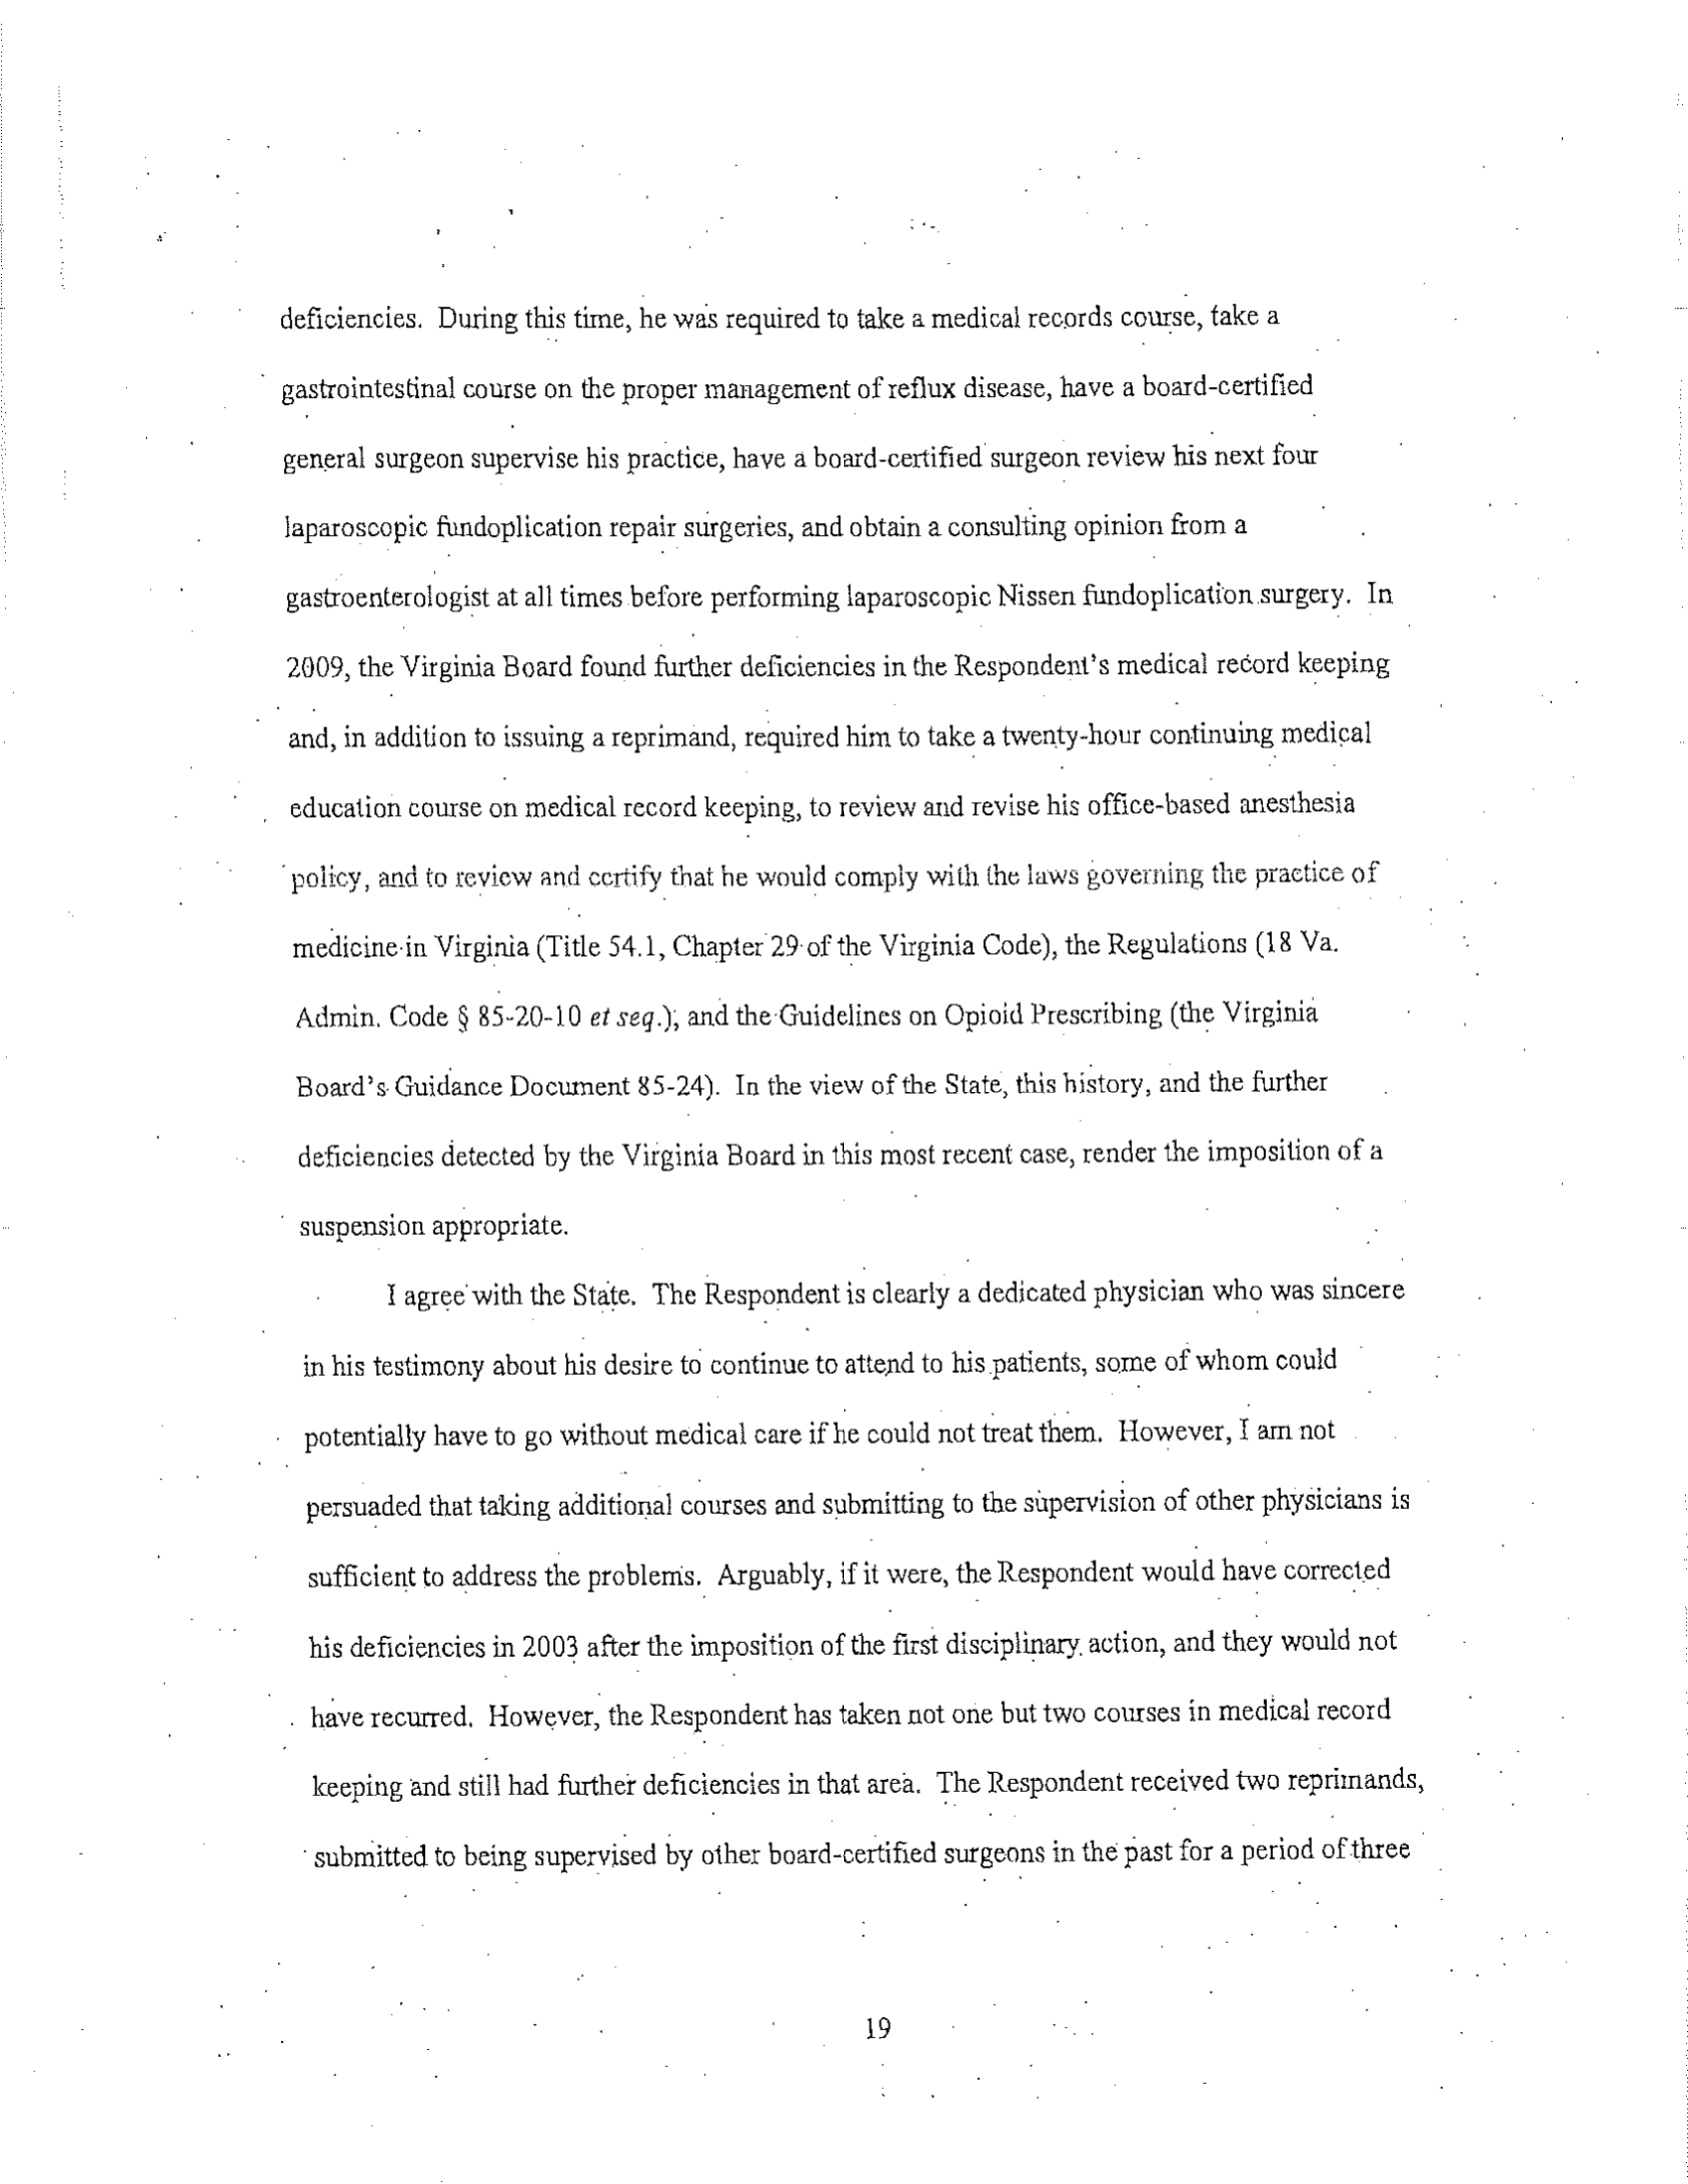 deficiencies. During this time, he was required to take a medical records course, take a
gastrointestinal course on the proper management of reflux disease, have a board-certified
general surgeon supervise his practice, have a board-certified surgeon review his next four
laparoscopic fundoplication repair surgeries, and obtain a consulting opinion from a
gastroenterologist at all times before performing laparoscopic Nissen fundoplication surgery. In
2009, the Virginia Board found further deficiencies in the Respondent's medical record keeping
and, in addition to issuing a reprimand, required him to take a twenty-hour continuing medical
education course on medical record keeping, to review and revise his office-based anesthesia
policy, and to review and certify that he would comply with the laws governing the practice of
medicine in Virginia (Title 54.1, Chapter 29 of the Virginia Code), the Regulations (18 Va.
Admin. Code § 85-20-10 et seq.), and the Guidelines on Opioid Prescribing (the Virginia
Board's Guidance Document 85-24). In the view of the State, this history, and the further
deficiencies detected by the Virginia Board in this most recent case, render the imposition of a
suspension appropriate.
I agree with the State. The Respondent is clearly a dedicated physician who was sincere
in his testimony about his desire to continue to attend to his patients, some of whom could
potentially have to go without medical care if he could not treat them. However, I am not
persuaded that taking additional courses and submitting to the supervision of other physicians is
sufficient to address the problems. Arguably, if it were, the Respondent would have corrected
his deficiencies in 2003 after the imposition of the first disciplinary action, and they would not
have recurred. However, the Respondent has taken not one but two courses in medical record
keeping and still had further deficiencies in that area. The Respondent received two reprimands,
submitted to being supervised by other board-certified surgeons in the past for a period of three
19